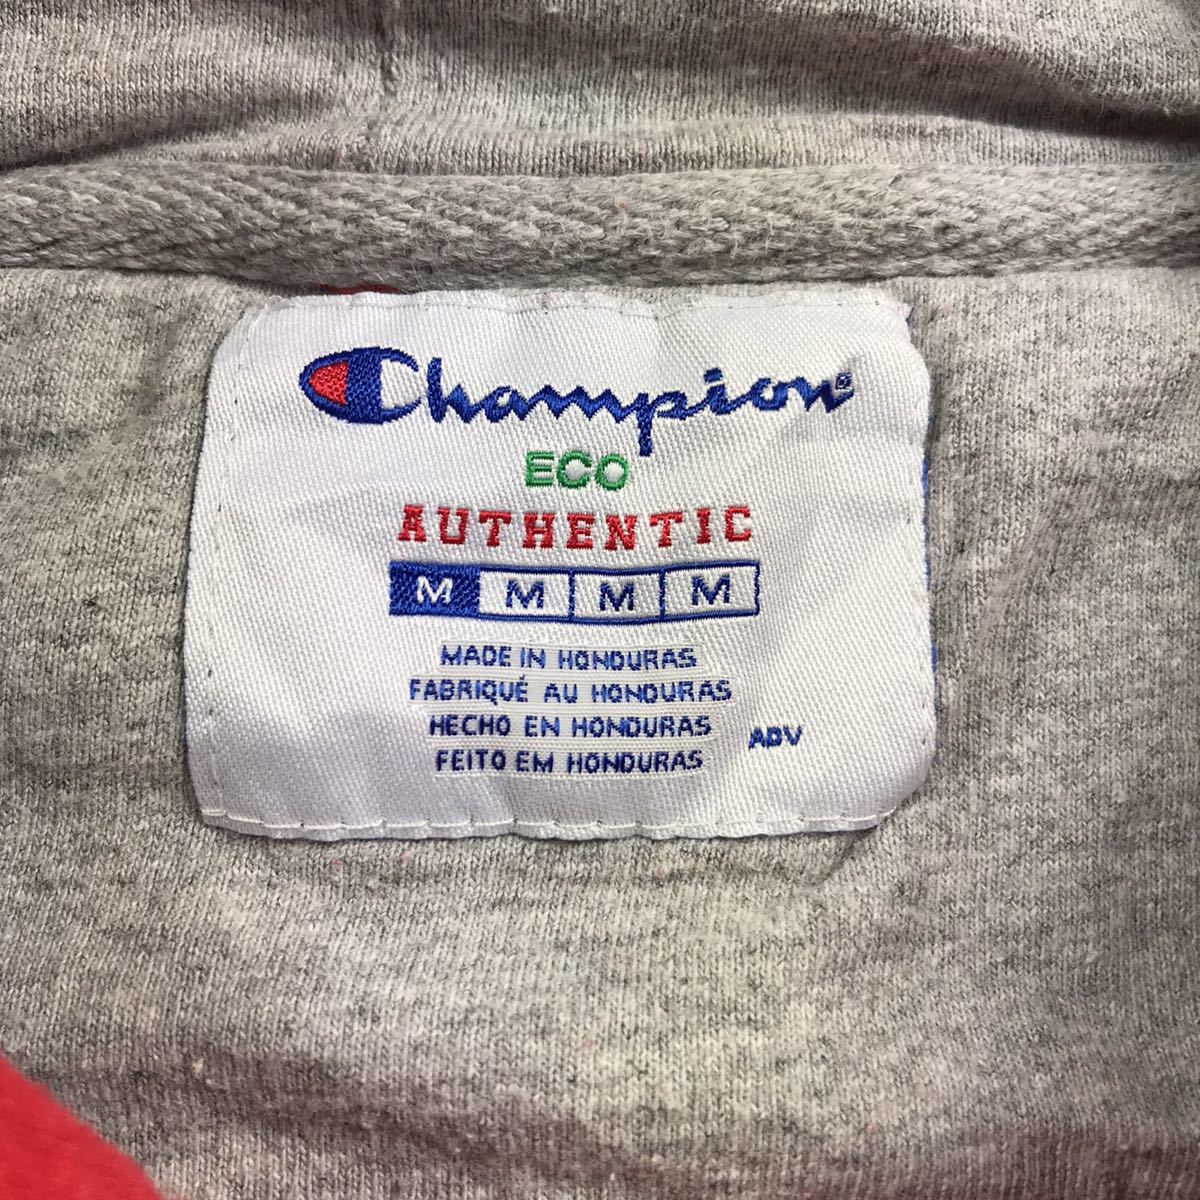 Champion
ECO
AUTHENTIC
M M M M
MADE IN HONDURAS
FABRIQUÉ AU HONDURAS
HECHO EN HONDURAS
FEITO EM HONDURAS
ADV